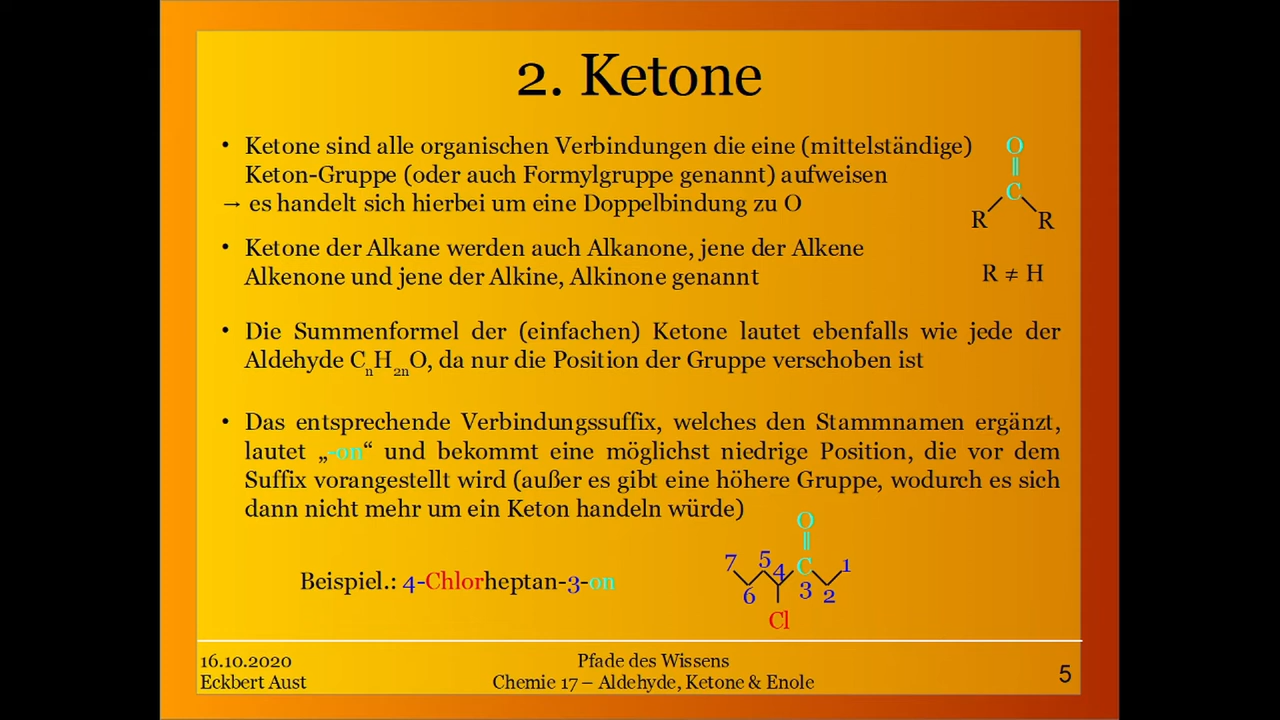 2. Ketone
• Ketone sind alle organischen Verbindungen die eine (mittelständige)
Keton-Gruppe (oder auch Formylgruppe genannt) aufweisen
→ es handelt sich hierbei um eine Doppelbindung zu O
O
||
C
R R
R ≠ H
• Ketone der Alkane werden auch Alkanone, jene der Alkene
Alkenone und jene der Alkine, Alkinone genannt
• Die Summenformel der (einfachen) Ketone lautet ebenfalls wie jede der
Aldehyde CₙH₂ₙO, da nur die Position der Gruppe verschoben ist
• Das entsprechende Verbindungssuffix, welches den Stammnamen ergänzt,
lautet „-on“ und bekommt eine möglichst niedrige Position, die vor dem
Suffix vorangestellt wird (außer es gibt eine höhere Gruppe, wodurch es sich
dann nicht mehr um ein Keton handeln würde)
Beispiel.: 4-Chlorheptan-3-on
O
||
7 5 4 C 1
6 3 2
Cl
16.10.2020
Eckbert Aust
Pfade des Wissens
Chemie 17 – Aldehyde, Ketone & Enole
5